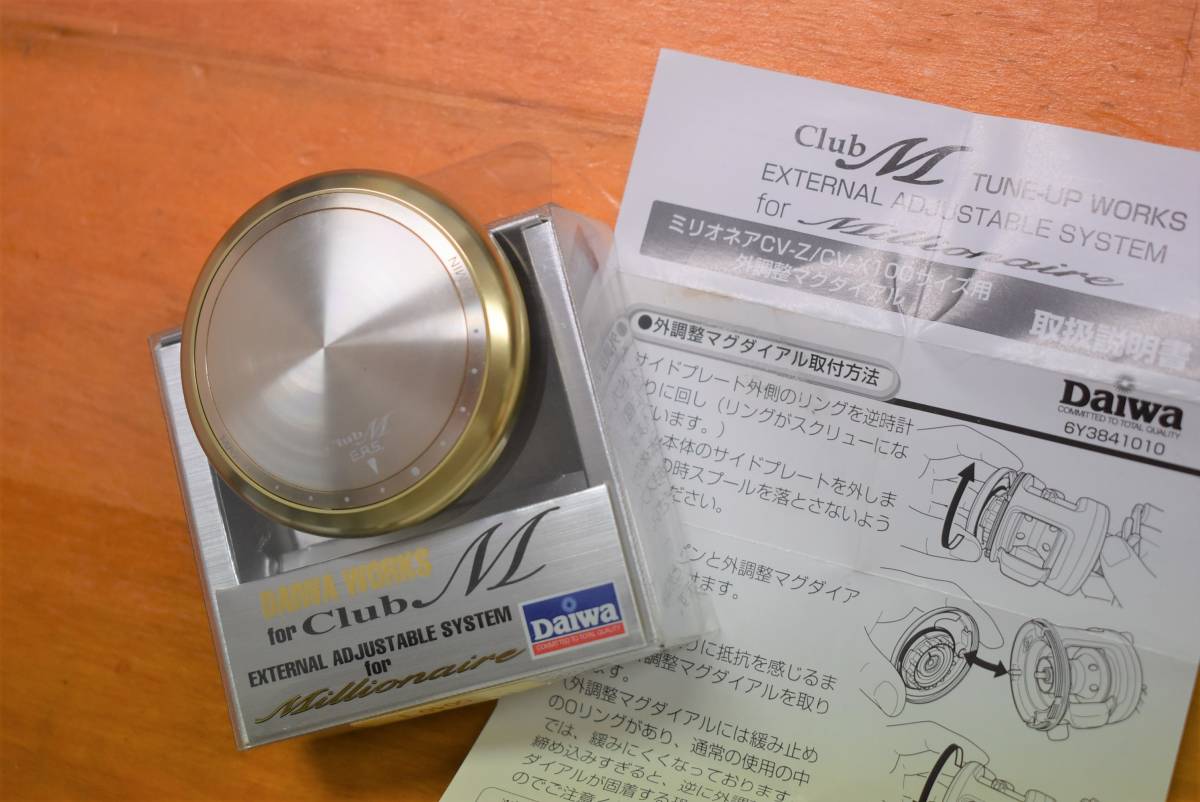 MIN
Club M
E.R.S.
DAIWA WORKS
for Club M
EXTERNAL ADJUSTABLE SYSTEM
for
Millionaire
Daiwa
COMMITTED TO TOTAL QUALITY
Club M TUNE-UP WORKS
EXTERNAL ADJUSTABLE SYSTEM
for Millionaire
ミリオネアCV-Z/CV-X100サイズ用
外調整マグダイアル
取扱説明書
Daiwa
COMMITTED TO TOTAL QUALITY
6Y3841010
●外調整マグダイアル取付方法
サイドプレート外側のリングを逆時計
りに回し（リングがスクリューにな
ています。）
本体のサイドプレートを外しま
の時スプールを落とさないよう
ください。
ンと外調整マグダイア
けます。
うに抵抗を感じるま
調整マグダイアルを取り
ます。
（外調整マグダイアルには緩み止め
のOリングがあり、通常の使用の中
では、緩みにくくなっております
締め込みすぎると、逆に外調
ダイアルが固着する
のでご注意く